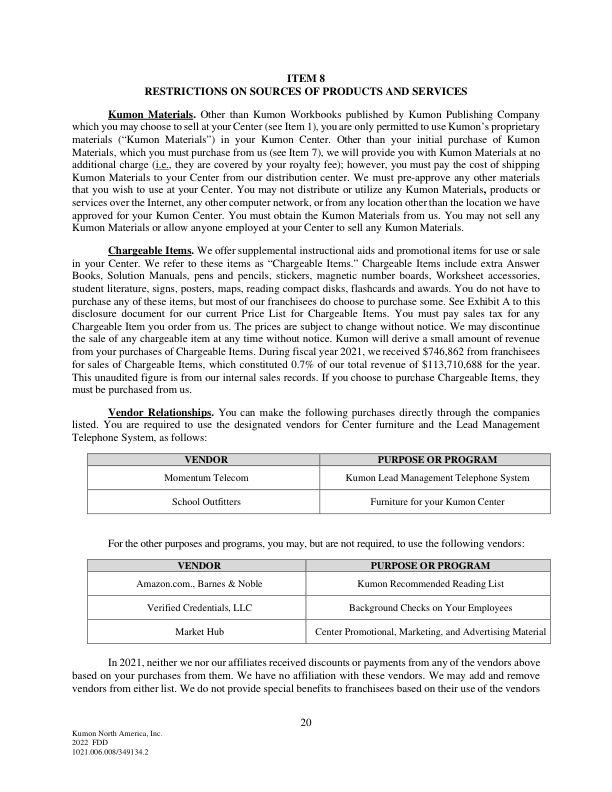 ITEM 8
RESTRICTIONS ON SOURCES OF PRODUCTS AND SERVICES
Kumon Materials. Other than Kumon Workbooks published by Kumon Publishing Company
which you may choose to sell at your Center (see Item 1), you are only permitted to use Kumon's proprietary
materials ("Kumon Materials") in your Kumon Center. Other than your initial purchase of Kumon
Materials, which you must purchase from us (see Item 7), we will provide you with Kumon Materials at no
additional charge (i.e., they are covered by your royalty fee); however, you must pay the cost of shipping
Kumon Materials to your Center from our distribution center. We must pre-approve any other materials
that you wish to use at your Center. You may not distribute or utilize any Kumon Materials, products or
services over the Internet, any other computer network, or from any location other than the location we have
approved for your Kumon Center. You must obtain the Kumon Materials from us. You may not sell any
Kumon Materials or allow anyone employed at your Center to sell any Kumon Materials.
Chargeable Items. We offer supplemental instructional aids and promotional items for use or sale
in your Center. We refer to these items as "Chargeable Items." Chargeable Items include extra Answer
Books, Solution Manuals, pens and pencils, stickers, magnetic number boards, Worksheet accessories,
student literature, signs, posters, maps, reading compact disks, flashcards and awards. You do not have to
purchase any of these items, but most of our franchisees do choose to purchase some. See Exhibit A to this
disclosure document for our current Price List for Chargeable Items. You must pay sales tax for any
Chargeable Item you order from us. The prices are subject to change without notice. We may discontinue
the sale of any chargeable item at any time without notice. Kumon will derive a small amount of revenue
from your purchases of Chargeable Items. During fiscal year 2021, we received $746,862 from franchisees
for sales of Chargeable Items, which constituted 0.7% of our total revenue of $113,710,688 for the year.
This unaudited figure is from our internal sales records. If you choose to purchase Chargeable Items, they
must be purchased from us.
Vendor Relationships. You can make the following purchases directly through the companies
listed. You are required to use the designated vendors for Center furniture and the Lead Management
Telephone System, as follows:
VENDOR PURPOSE OR PROGRAM
Momentum Telecom Kumon Lead Management Telephone System
School Outfitters Furniture for your Kumon Center
For the other purposes and programs, you may, but are not required, to use the following vendors:
VENDOR PURPOSE OR PROGRAM
Amazon.com., Barnes & Noble Kumon Recommended Reading List
Verified Credentials, LLC Background Checks on Your Employees
Market Hub Center Promotional, Marketing, and Advertising Material
In 2021, neither we nor our affiliates received discounts or payments from any of the vendors above
based on your purchases from them. We have no affiliation with these vendors. We may add and remove
vendors from either list. We do not provide special benefits to franchisees based on their use of the vendors
20
Kumon North America, Inc.
2022 FDD
1021.006.008/349134.2